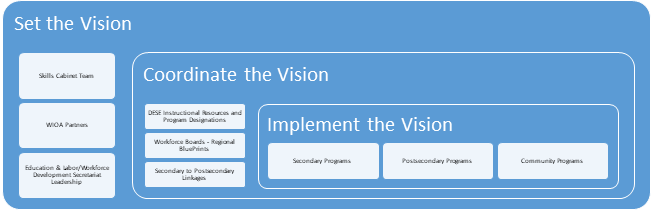 Set the Vision
Skills Cabinet Team
WIOA Partners
Education & Labor/Workforce
Development Secretariat
Leadership
Coordinate the Vision
DESE Instructional Resources and
Program Designations
Workforce Boards - Regional
BluePrints
Secondary to Postsecondary
Linkages
Implement the Vision
Secondary Programs
Postsecondary Programs
Community Programs